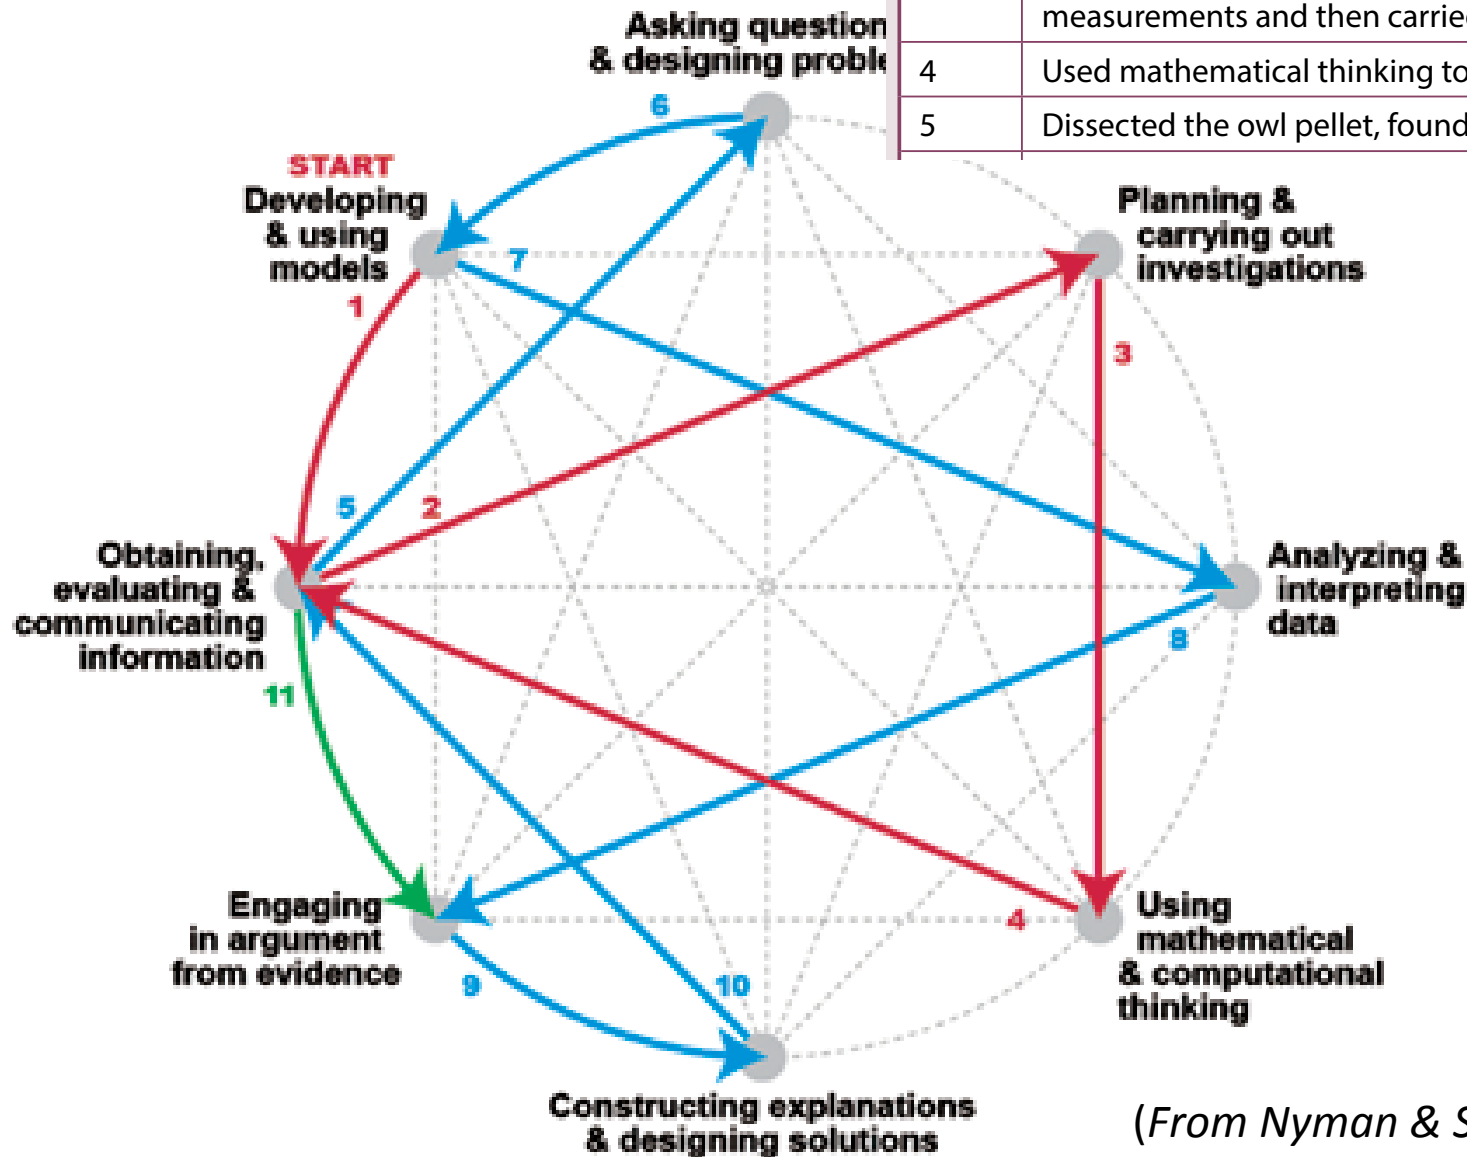 measurements and then carried
4 Used mathematical thinking to
5 Dissected the owl pellet, found
Asking question
& designing proble
6
START
Developing
& using
models
7
1
Planning &
carrying out
investigations
3
5
2
Obtaining,
evaluating &
communicating
information
Analyzing &
interpreting
data
8
11
Engaging
in argument
from evidence
4
Using
mathematical
& computational
thinking
9
10
Constructing explanations
& designing solutions
(From Nyman & S